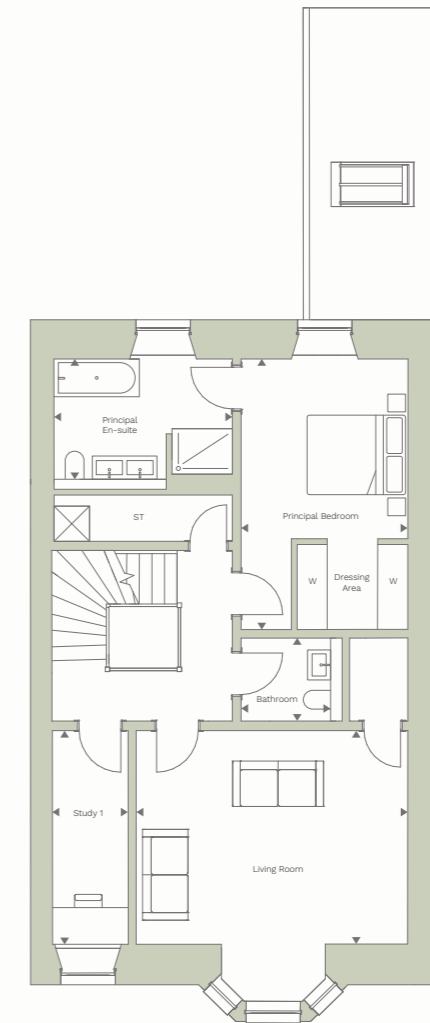 Principal
En-suite
ST
Principal Bedroom
W
Dressing
Area
W
Bathroom
Study 1
Living Room